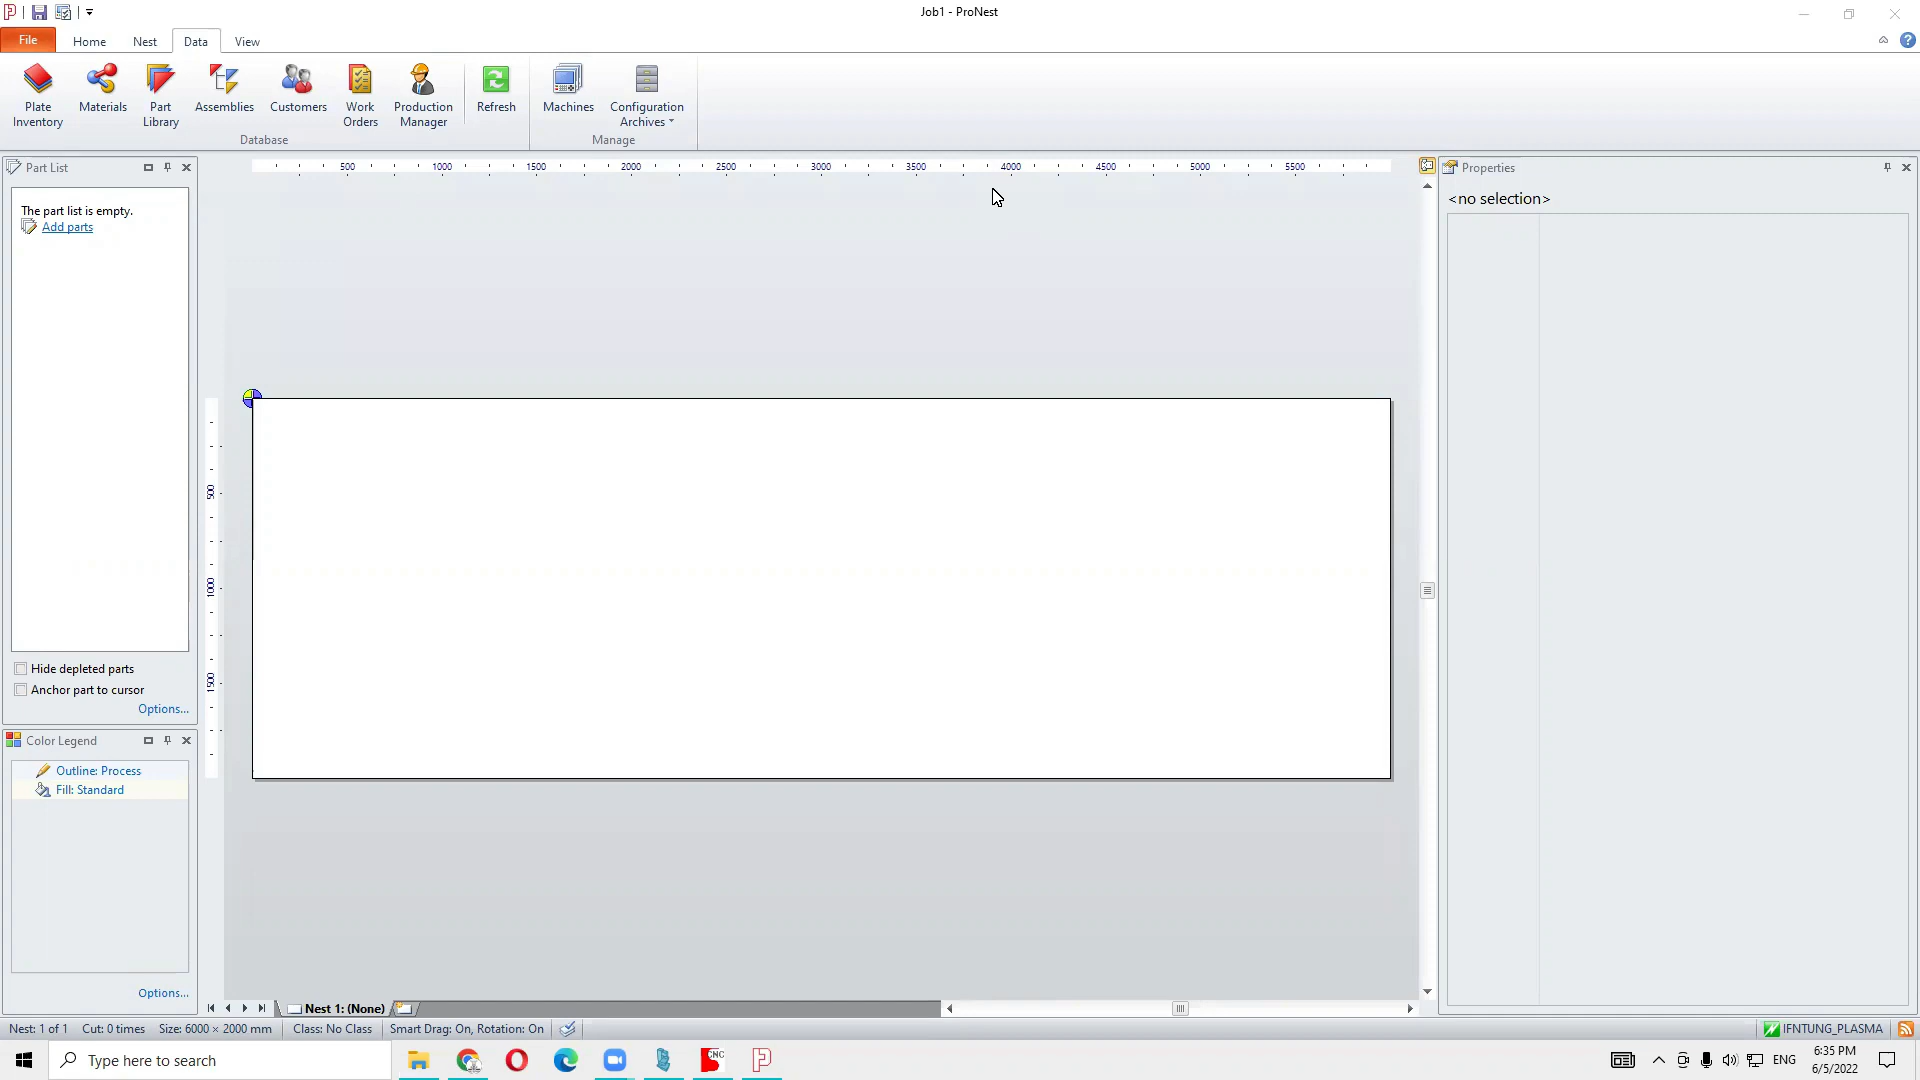 Job1 - ProNest
File
Home
Nest
Data
View
Plate Inventory
Materials
Part Library
Assemblies
Customers
Work Orders
Production Manager
Refresh
Machines
Configuration Archives
Database
Manage
Part List
500
1000
1500
2000
2500
3000
3500
4000
4500
5000
5500
Properties
<no selection>
The part list is empty.
Add parts
500
1000
1500
Hide depleted parts
Anchor part to cursor
Options...
Color Legend
Outline: Process
Fill: Standard
Options...
Nest 1: (None)
Nest: 1 of 1
Cut: 0 times
Size: 6000 × 2000 mm
Class: No Class
Smart Drag: On, Rotation: On
IFNTUNG_PLASMA
Type here to search
CNC
ENG
6:35 PM
6/5/2022